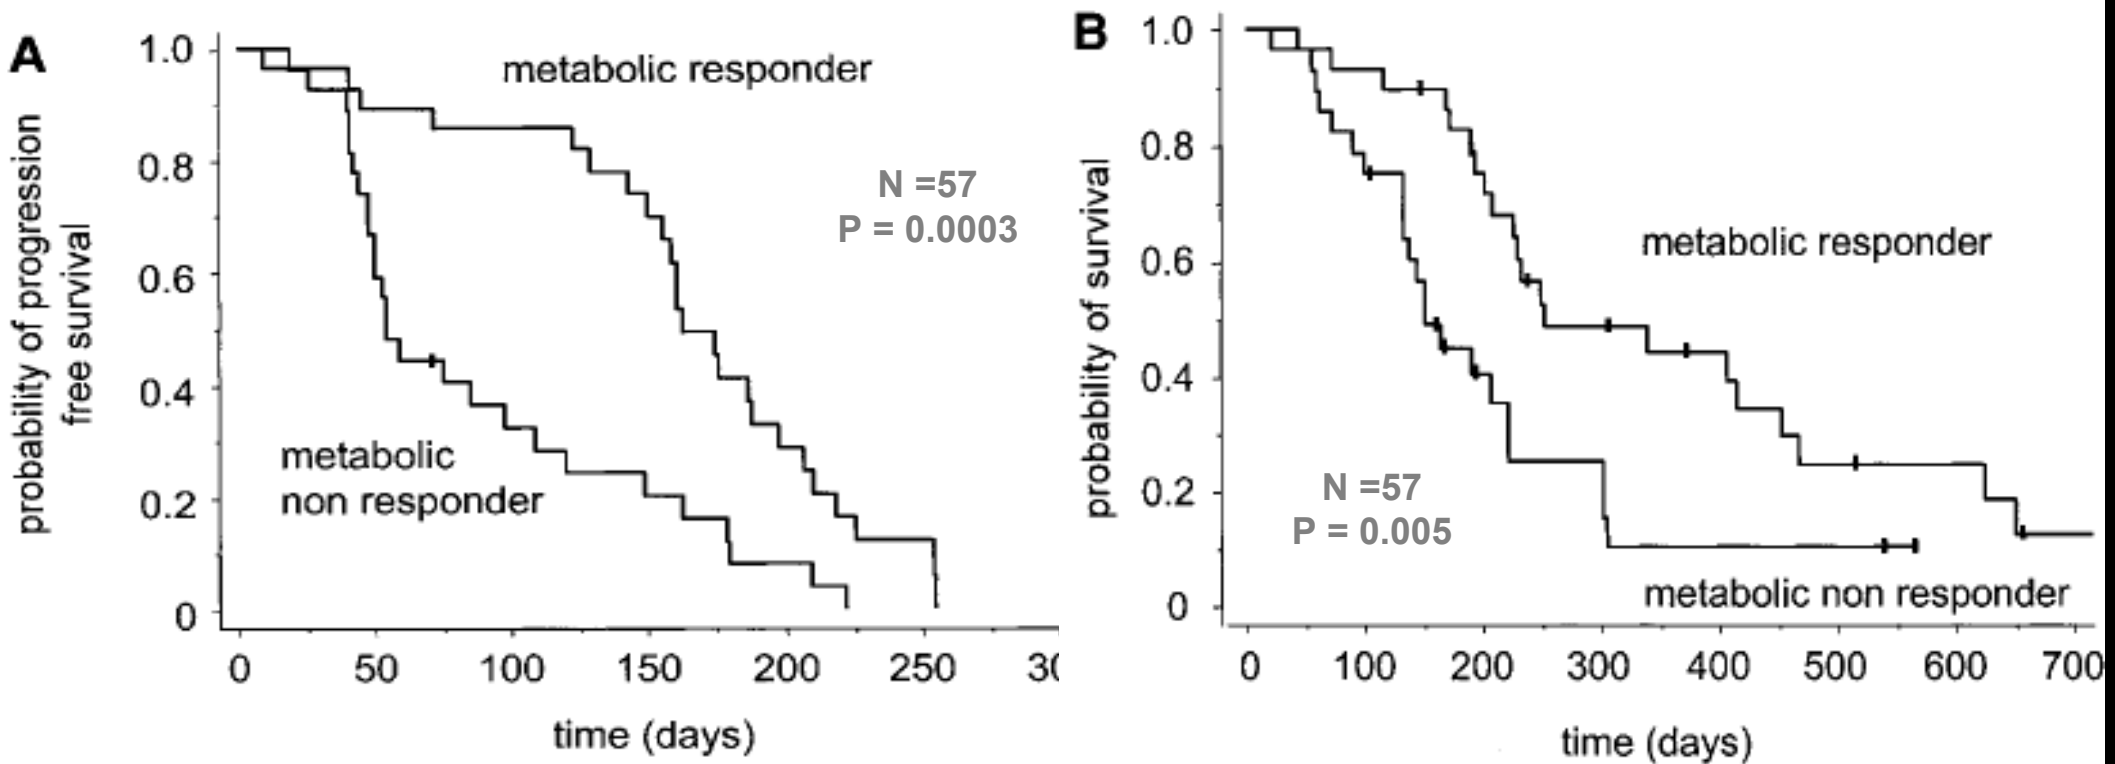 A
probability of progression
free survival
1.0
0.8
0.6
0.4
0.2
0
metabolic responder
N =57
P = 0.0003
metabolic
non responder
0 50 100 150 200 250 30
time (days)
B
probability of survival
1.0
0.8
0.6
0.4
0.2
0
metabolic responder
N =57
P = 0.005
metabolic non responder
0 100 200 300 400 500 600 700
time (days)